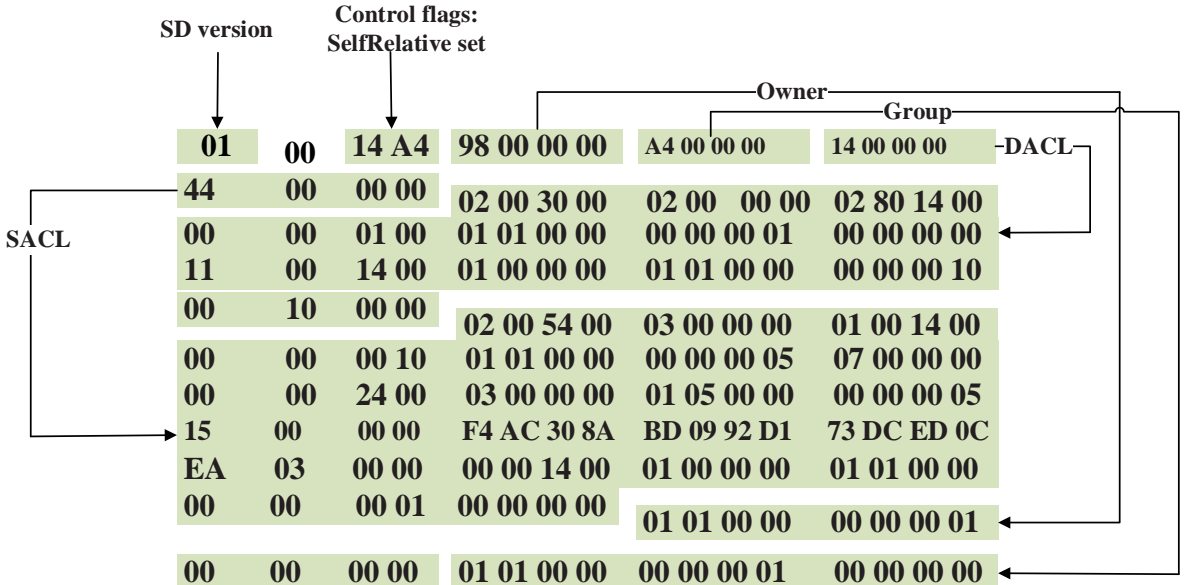 Control flags:
SelfRelative set
SD version
Owner
Group
01 00 14 A4 98 00 00 00 A4 00 00 00 14 00 00 00 DACL
44 00 00 00 02 00 30 00 02 00 00 00 02 80 14 00
SACL 00 00 01 00 01 01 00 00 00 00 00 01 00 00 00 00
11 00 14 00 01 00 00 00 01 01 00 00 00 00 00 10
00 10 00 00 02 00 54 00 03 00 00 00 01 00 14 00
00 00 00 10 01 01 00 00 00 00 00 05 07 00 00 00
00 00 24 00 03 00 00 00 01 05 00 00 00 00 00 05
15 00 00 00 F4 AC 30 8A BD 09 92 D1 73 DC ED 0C
EA 03 00 00 00 00 14 00 01 00 00 00 01 01 00 00
00 00 00 01 00 00 00 00 01 01 00 00 00 00 00 01
00 00 00 00 01 01 00 00 00 00 00 01 00 00 00 00